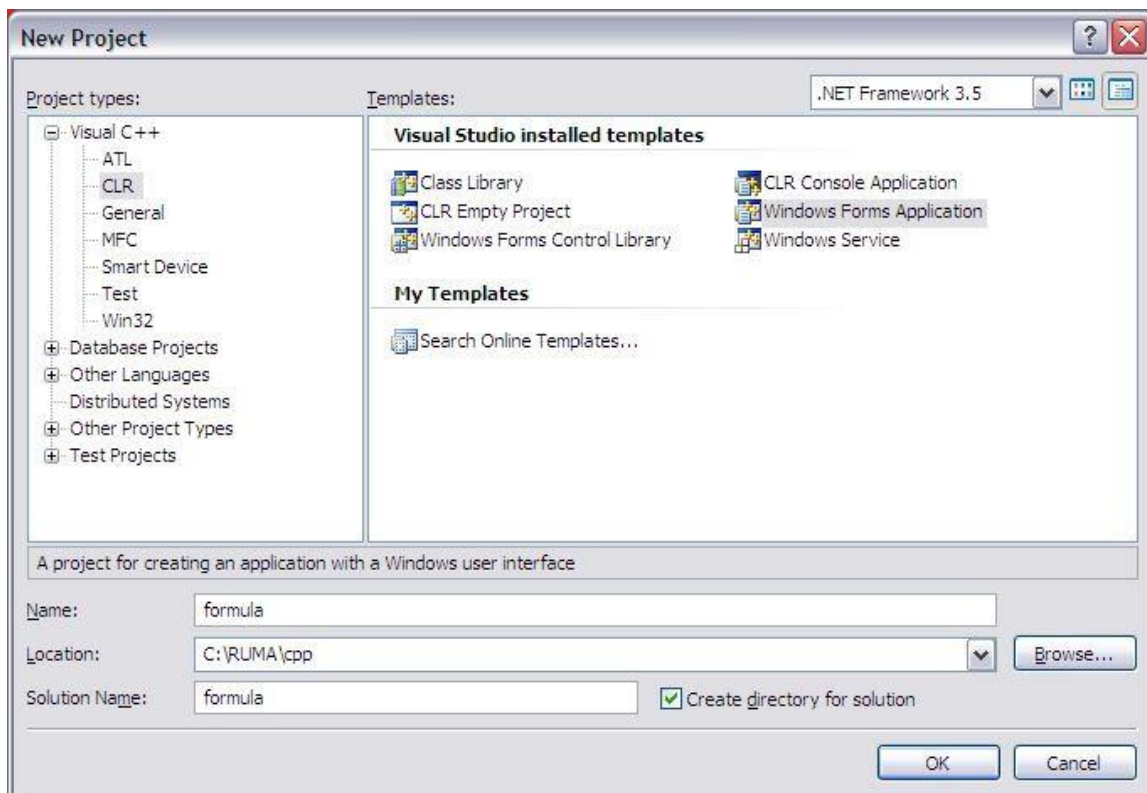 New Project
Project types:
Templates:
.NET Framework 3.5
Visual C++
ATL
CLR
General
MFC
Smart Device
Test
Win32
Database Projects
Other Languages
Distributed Systems
Other Project Types
Test Projects
Visual Studio installed templates
Class Library
CLR Console Application
CLR Empty Project
Windows Forms Application
Windows Forms Control Library
Windows Service
My Templates
Search Online Templates...
A project for creating an application with a Windows user interface
Name:
formula
Location:
C:\RUMA\cpp
Browse...
Solution Name:
formula
Create directory for solution
OK
Cancel